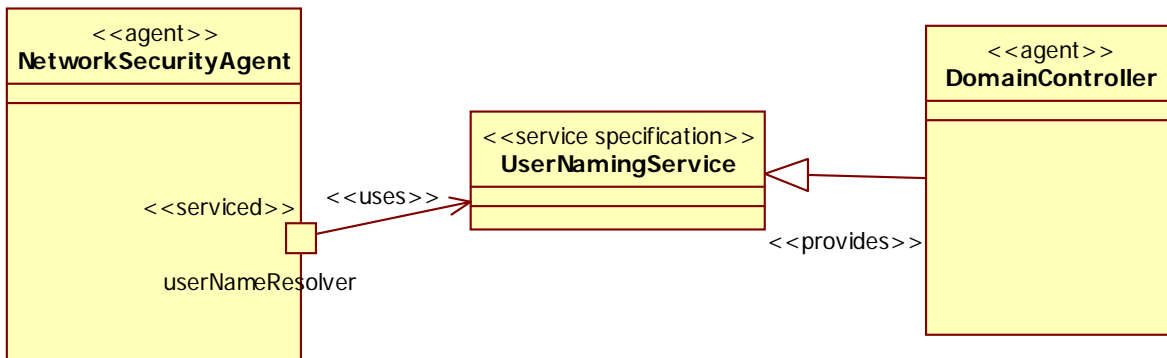 <<agent>>
NetworkSecurityAgent
<<serviced>>
userNameResolver
<<uses>>
<<service specification>>
UserNamingService
<<provides>>
<<agent>>
DomainController